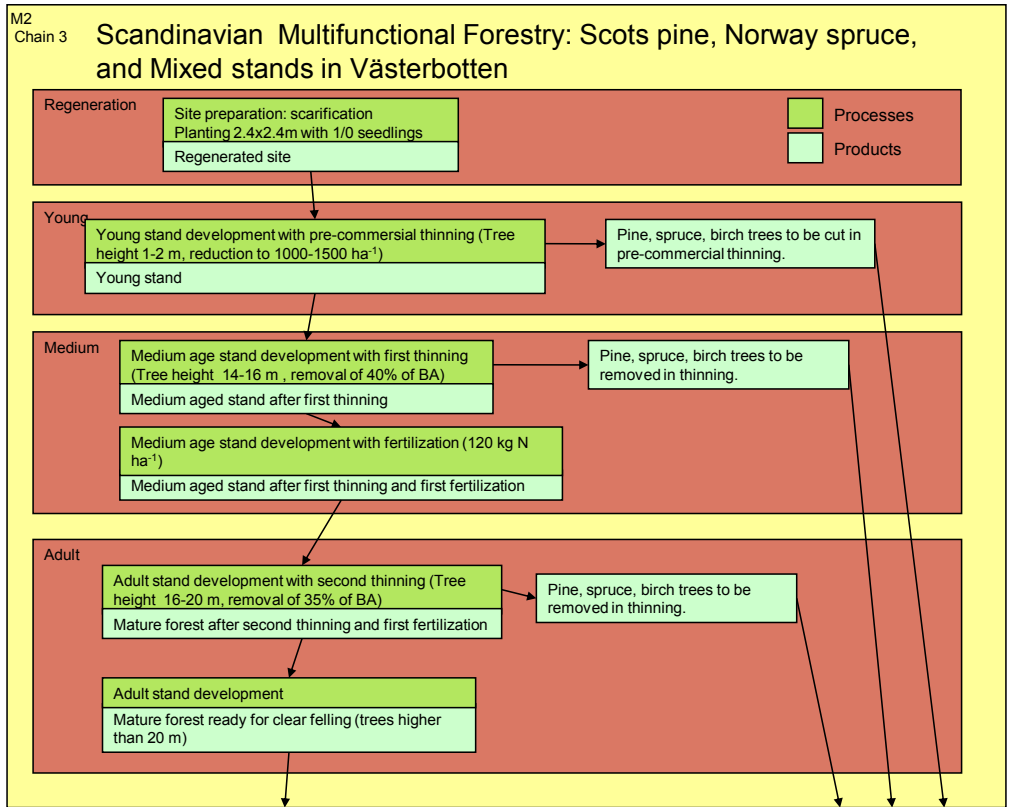 M2
Chain 3
Scandinavian Multifunctional Forestry: Scots pine, Norway spruce,
and Mixed stands in Västerbotten
Regeneration
Site preparation: scarification
Planting 2.4x2.4m with 1/0 seedlings
Regenerated site
Processes
Products
Young
Young stand development with pre-commersial thinning (Tree
height 1-2 m, reduction to 1000-1500 ha⁻¹)
Young stand
Pine, spruce, birch trees to be cut in
pre-commercial thinning.
Medium
Medium age stand development with first thinning
(Tree height 14-16 m , removal of 40% of BA)
Medium aged stand after first thinning
Pine, spruce, birch trees to be
removed in thinning.
Medium age stand development with fertilization (120 kg N
ha⁻¹)
Medium aged stand after first thinning and first fertilization
Adult
Adult stand development with second thinning (Tree
height 16-20 m, removal of 35% of BA)
Mature forest after second thinning and first fertilization
Pine, spruce, birch trees to be
removed in thinning.
Adult stand development
Mature forest ready for clear felling (trees higher
than 20 m)